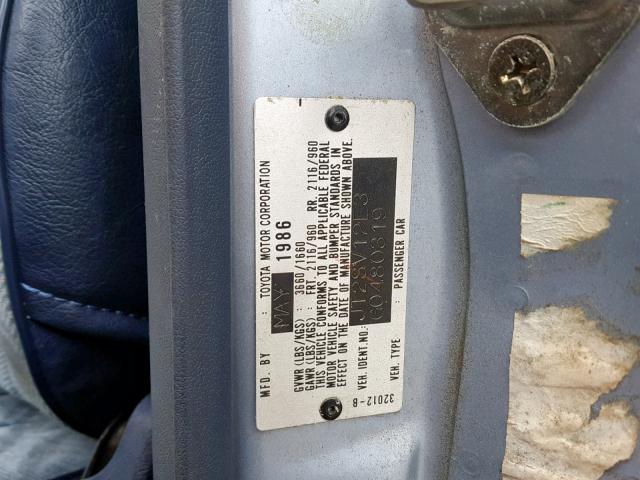 MFD. BY : TOYOTA MOTOR CORPORATION
MAY 1986
GVWR (LBS/KGS) : 3660/1660
GAWR (LBS/KGS) : FRT. 2116/960 RR. 2116/960
THIS VEHICLE CONFORMS TO ALL APPLICABLE FEDERAL
MOTOR VEHICLE SAFETY AND BUMPER STANDARDS IN
EFFECT ON THE DATE OF MANUFACTURE SHOWN ABOVE.
VEH. IDENT. NO.: JT2SV12E3
G0480319
VEH. TYPE : PASSENGER CAR
32012-B